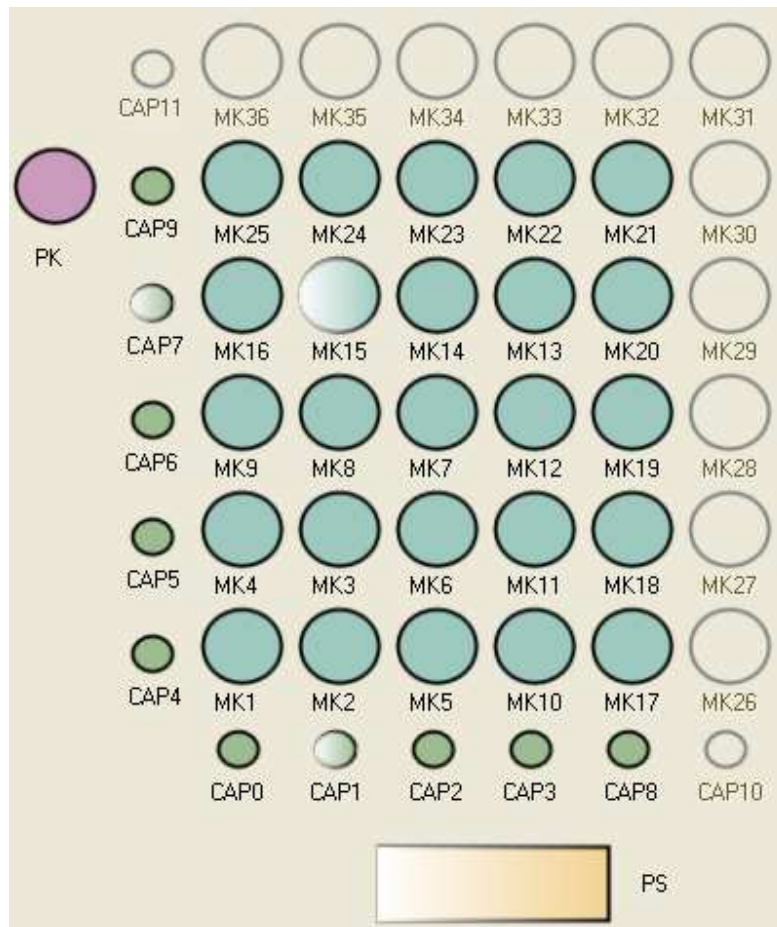 CAP11 MK36 MK35 MK34 MK33 MK32 MK31
PK CAP9 MK25 MK24 MK23 MK22 MK21 MK30
CAP7 MK16 MK15 MK14 MK13 MK20 MK29
CAP6 MK9 MK8 MK7 MK12 MK19 MK28
CAP5 MK4 MK3 MK6 MK11 MK18 MK27
CAP4 MK1 MK2 MK5 MK10 MK17 MK26
CAP0 CAP1 CAP2 CAP3 CAP8 CAP10
PS